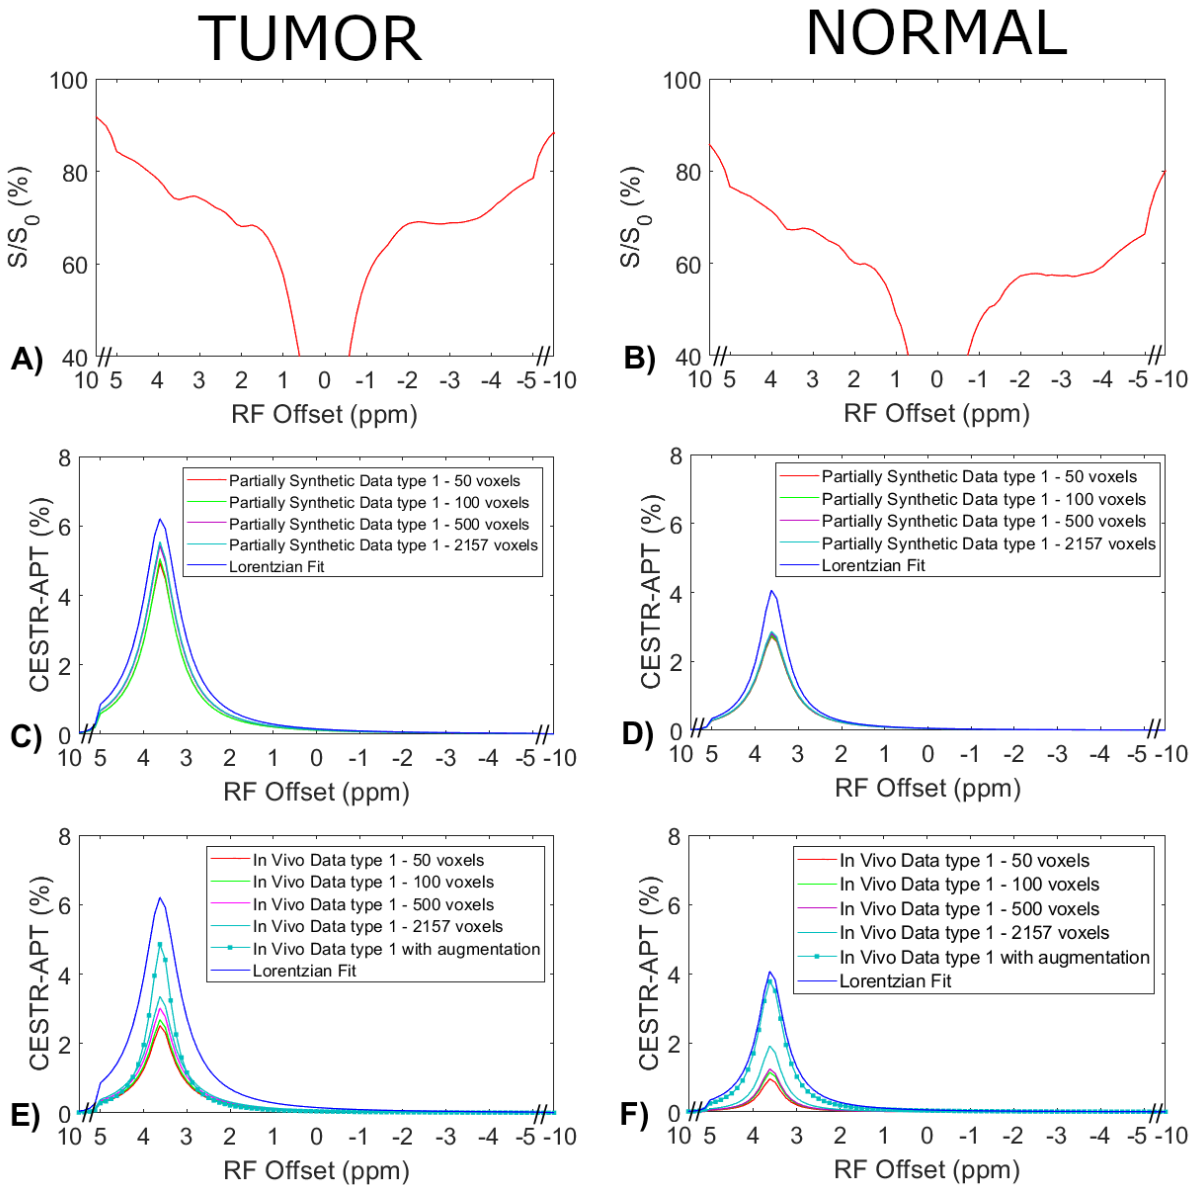 TUMOR
NORMAL
100
80
60
40
S/S0 (%)
A)
10 5 4 3 2 1 0 -1 -2 -3 -4 -5 -10
RF Offset (ppm)
100
80
60
40
S/S0 (%)
B)
10 5 4 3 2 1 0 -1 -2 -3 -4 -5 -10
RF Offset (ppm)
8
6
4
2
0
CESTR-APT (%)
Partially Synthetic Data type 1 - 50 voxels
Partially Synthetic Data type 1 - 100 voxels
Partially Synthetic Data type 1 - 500 voxels
Partially Synthetic Data type 1 - 2157 voxels
Lorentzian Fit
C)
10 5 4 3 2 1 0 -1 -2 -3 -4 -5 -10
RF Offset (ppm)
8
6
4
2
0
CESTR-APT (%)
Partially Synthetic Data type 1 - 50 voxels
Partially Synthetic Data type 1 - 100 voxels
Partially Synthetic Data type 1 - 500 voxels
Partially Synthetic Data type 1 - 2157 voxels
Lorentzian Fit
D)
10 5 4 3 2 1 0 -1 -2 -3 -4 -5 -10
RF Offset (ppm)
8
6
4
2
0
CESTR-APT (%)
In Vivo Data type 1 - 50 voxels
In Vivo Data type 1 - 100 voxels
In Vivo Data type 1 - 500 voxels
In Vivo Data type 1 - 2157 voxels
In Vivo Data type 1 with augmentation
Lorentzian Fit
E)
10 5 4 3 2 1 0 -1 -2 -3 -4 -5 -10
RF Offset (ppm)
8
6
4
2
0
CESTR-APT (%)
In Vivo Data type 1 - 50 voxels
In Vivo Data type 1 - 100 voxels
In Vivo Data type 1 - 500 voxels
In Vivo Data type 1 - 2157 voxels
In Vivo Data type 1 with augmentation
Lorentzian Fit
F)
10 5 4 3 2 1 0 -1 -2 -3 -4 -5 -10
RF Offset (ppm)